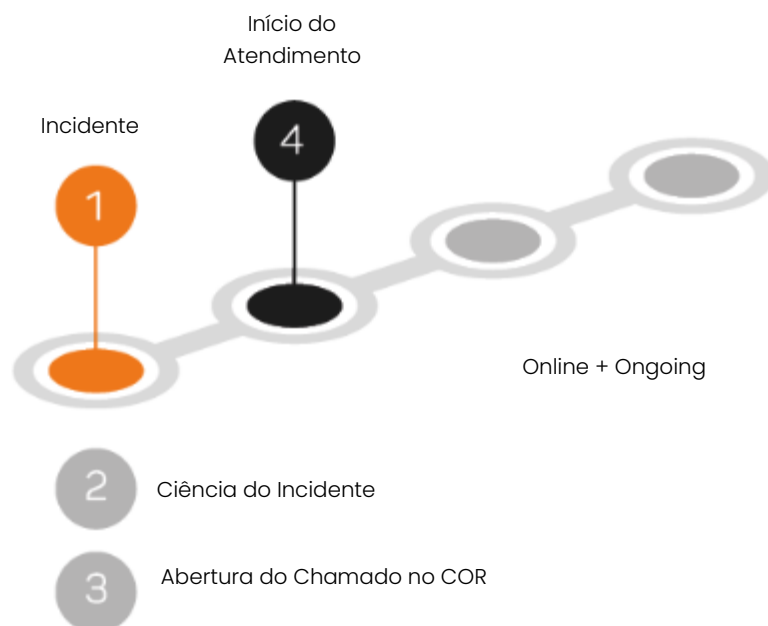 Início do
Atendimento
Incidente
4
1
Online + Ongoing
2 Ciência do Incidente
3 Abertura do Chamado no COR